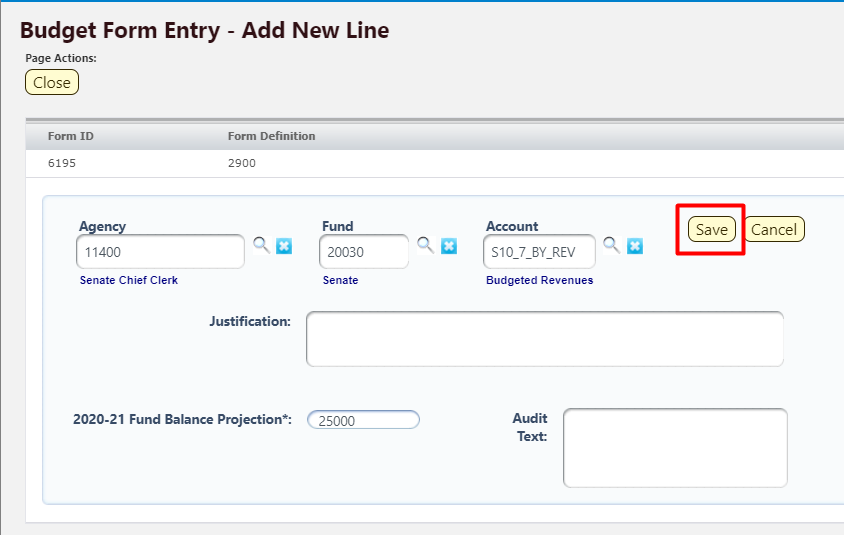 Budget Form Entry - Add New Line
Page Actions:
Close
Form ID Form Definition
6195 2900
Agency Fund Account
11400 20030 S10_7_BY_REV Save Cancel
Senate Chief Clerk Senate Budgeted Revenues
Justification:
2020-21 Fund Balance Projection*: 25000
Audit
Text: